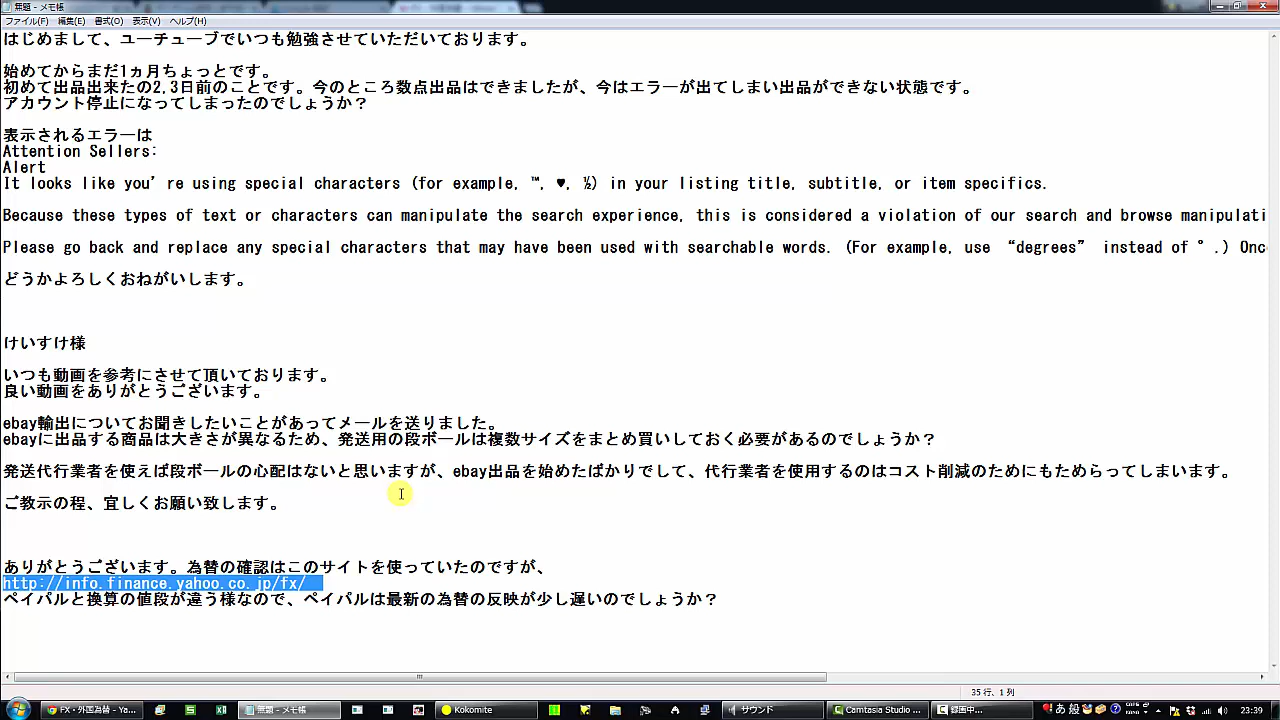 無題 - メモ帳
ファイル(F) 編集(E) 書式(O) 表示(V) ヘルプ(H)
はじめまして、ユーチューブでいつも勉強させていただいております。
始めてからまだ1ヵ月ちょっとです。
初めて出品出来たの2,3日前のことです。今のところ数点出品はできましたが、今はエラーが出てしまい出品ができない状態です。
アカウント停止になってしまったのでしょうか？
表示されるエラーは
Attention Sellers:
Alert
It looks like you’re using special characters (for example, ™, ♥, ½) in your listing title, subtitle, or item specifics.
Because these types of text or characters can manipulate the search experience, this is considered a violation of our search and browse manipulati
Please go back and replace any special characters that may have been used with searchable words. (For example, use “degrees” instead of °.) Onc
どうかよろしくおねがいします。
けいすけ様
いつも動画を参考にさせて頂いております。
良い動画をありがとうございます。
ebay輸出についてお聞きしたいことがあってメールを送りました。
ebayに出品する商品は大きさが異なるため、発送用の段ボールは複数サイズをまとめ買いしておく必要があるのでしょうか？
発送代行業者を使えば段ボールの心配はないと思いますが、ebay出品を始めたばかりでして、代行業者を使用するのはコスト削減のためにもためらってしまいます。
ご教示の程、宜しくお願い致します。
ありがとうございます。為替の確認はこのサイトを使っていたのですが、
http://info.finance.yahoo.co.jp/fx/
ペイパルと換算の値段が違う様なので、ペイパルは最新の為替の反映が少し遅いのでしょうか？
35 行、1 列
FX・外国為替 - Ya... 無題 - メモ帳 Kokomite サウンド Camtasia Studio ... 録画中... あ 般 23:39